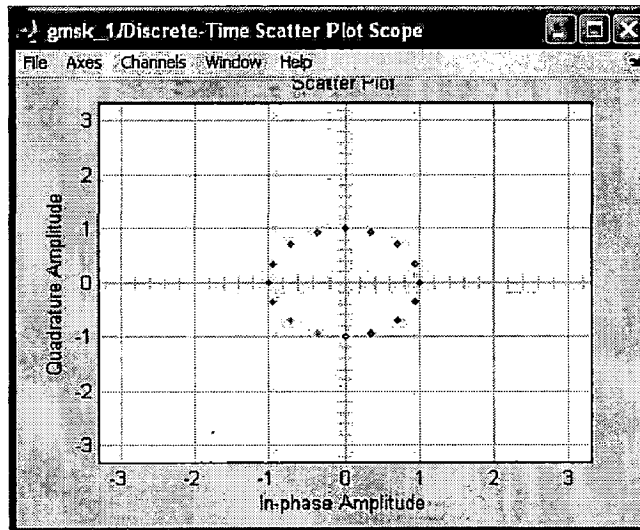 gmsk_1/Discrete-Time Scatter Plot Scope
File Axes Channels Window Help
Scatter Plot
3
2
1
0
-1
-2
-3
Quadrature Amplitude
-3 -2 -1 0 1 2 3
In-phase Amplitude